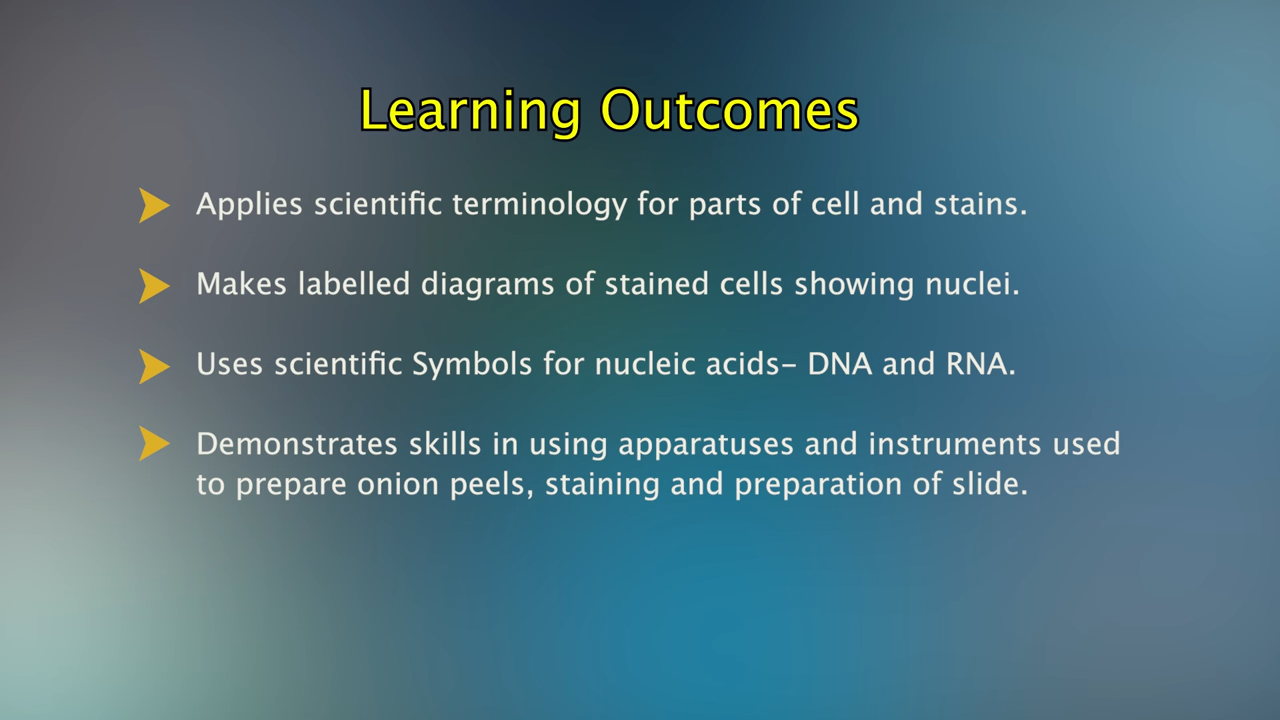 Learning Outcomes
Applies scientific terminology for parts of cell and stains.
Makes labelled diagrams of stained cells showing nuclei.
Uses scientific Symbols for nucleic acids– DNA and RNA.
Demonstrates skills in using apparatuses and instruments used
to prepare onion peels, staining and preparation of slide.